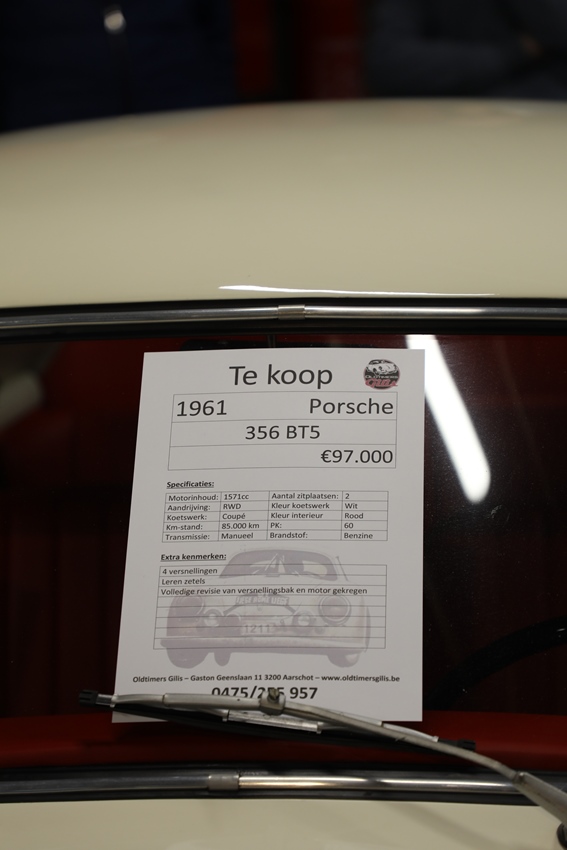 Te koop
OLDTIMERS
Gilis
1961 Porsche
356 BT5
€97.000
Specificaties:
Motorinhoud: 1571cc Aantal zitplaatsen: 2
Aandrijving: RWD Kleur koetswerk Wit
Koetswerk: Coupé Kleur interieur Rood
Km-stand: 85.000 km PK: 60
Transmissie: Manueel Brandstof: Benzine
Extra kenmerken:
4 versnellingen
Leren zetels
Volledige revisie van versnellingsbak en motor gekregen
Oldtimers Gilis – Gaston Geenslaan 11 3200 Aarschot – www.oldtimersgilis.be
957